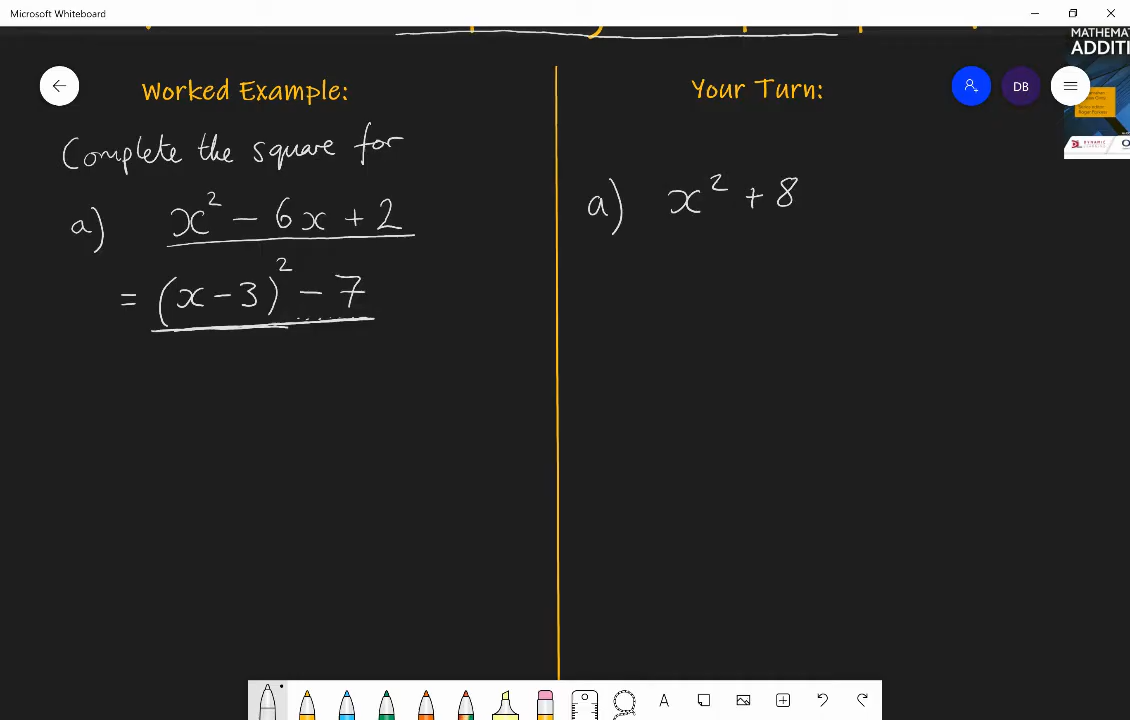 Microsoft Whiteboard
MATHEMAT
ADDITI
Worked Example:
Your Turn:
DB
Complete the square for
a) x² - 6x + 2
= (x - 3)² - 7
a) x² + 8
A